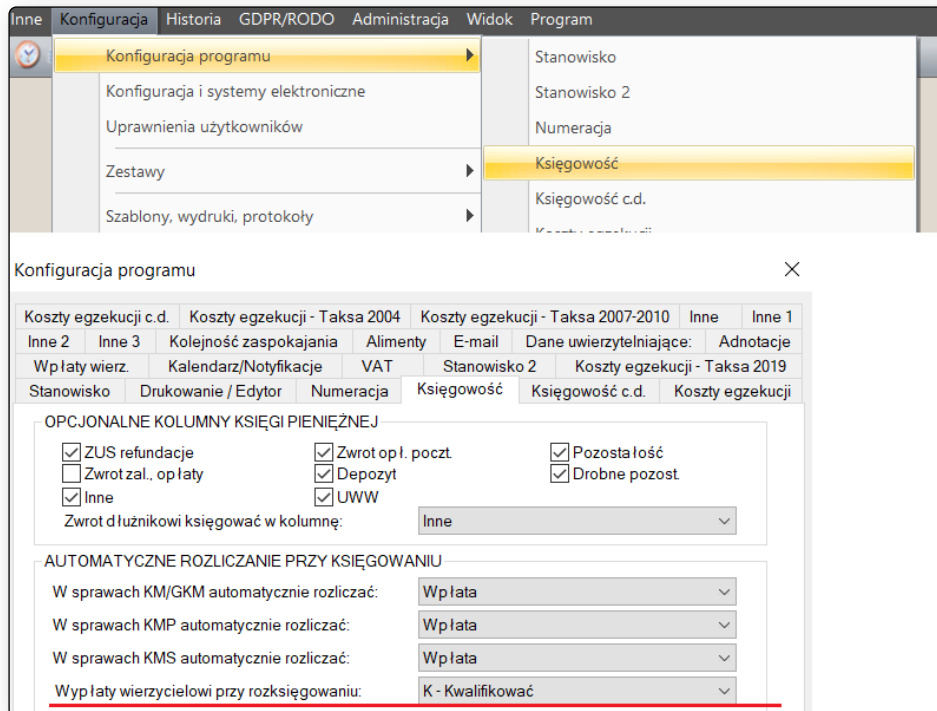 Inne Konfiguracja Historia GDPR/RODO Administracja Widok Program
Konfiguracja programu
Konfiguracja i systemy elektroniczne
Uprawnienia użytkowników
Zestawy
Szablony, wydruki, protokoły
Stanowisko
Stanowisko 2
Numeracja
Księgowość
Księgowość c.d.
Koszty egzekucji
Konfiguracja programu
Koszty egzekucji c.d. Koszty egzekucji - Taksa 2004 Koszty egzekucji - Taksa 2007-2010 Inne Inne 1
Inne 2 Inne 3 Kolejność zaspokajania Alimenty E-mail Dane uwierzytelniające: Adnotacje
Wpłaty wierz. Kalendarz/Notyfikacje VAT Stanowisko 2 Koszty egzekucji - Taksa 2019
Stanowisko Drukowanie / Edytor Numeracja Księgowość Księgowość c.d. Koszty egzekucji
OPCJONALNE KOLUMNY KSIĘGI PIENIĘŻNEJ
ZUS refundacje Zwrot opł. poczt. Pozostałość
Zwrot zal., opłaty Depozyt Drobne pozost.
Inne UWW
Zwrot dłużnikowi księgować w kolumnę: Inne
AUTOMATYCZNE ROZLICZANIE PRZY KSIĘGOWANIU
W sprawach KM/GKM automatycznie rozliczać: Wpłata
W sprawach KMP automatycznie rozliczać: Wpłata
W sprawach KMS automatycznie rozliczać: Wpłata
Wypłaty wierzycielowi przy rozksięgowaniu: K - Kwalifikować